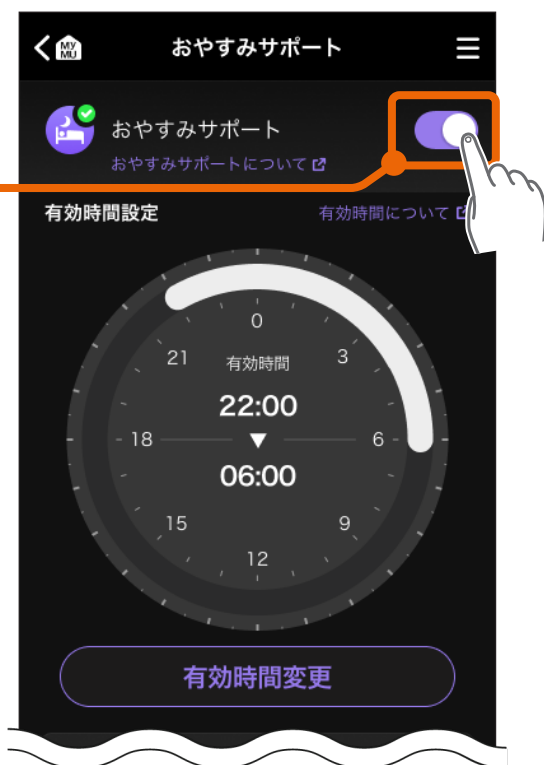 MY
MU
おやすみサポート
おやすみサポート
おやすみサポートについて
有効時間設定
有効時間について
0
21
有効時間
3
22:00
18
6
06:00
15
9
12
有効時間変更